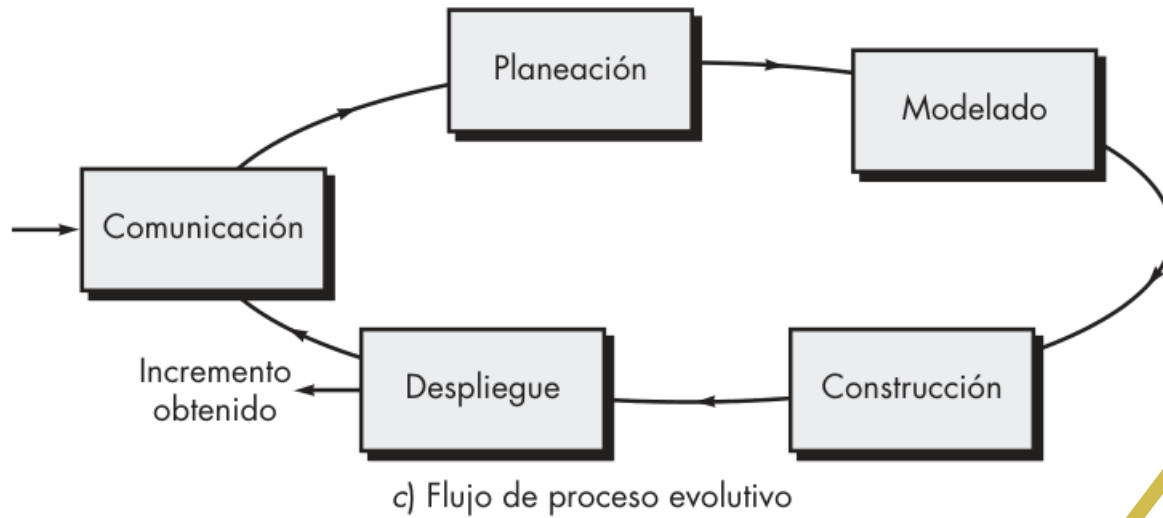 Planeación
Modelado
Comunicación
Incremento
obtenido
Despliegue
Construcción
c) Flujo de proceso evolutivo